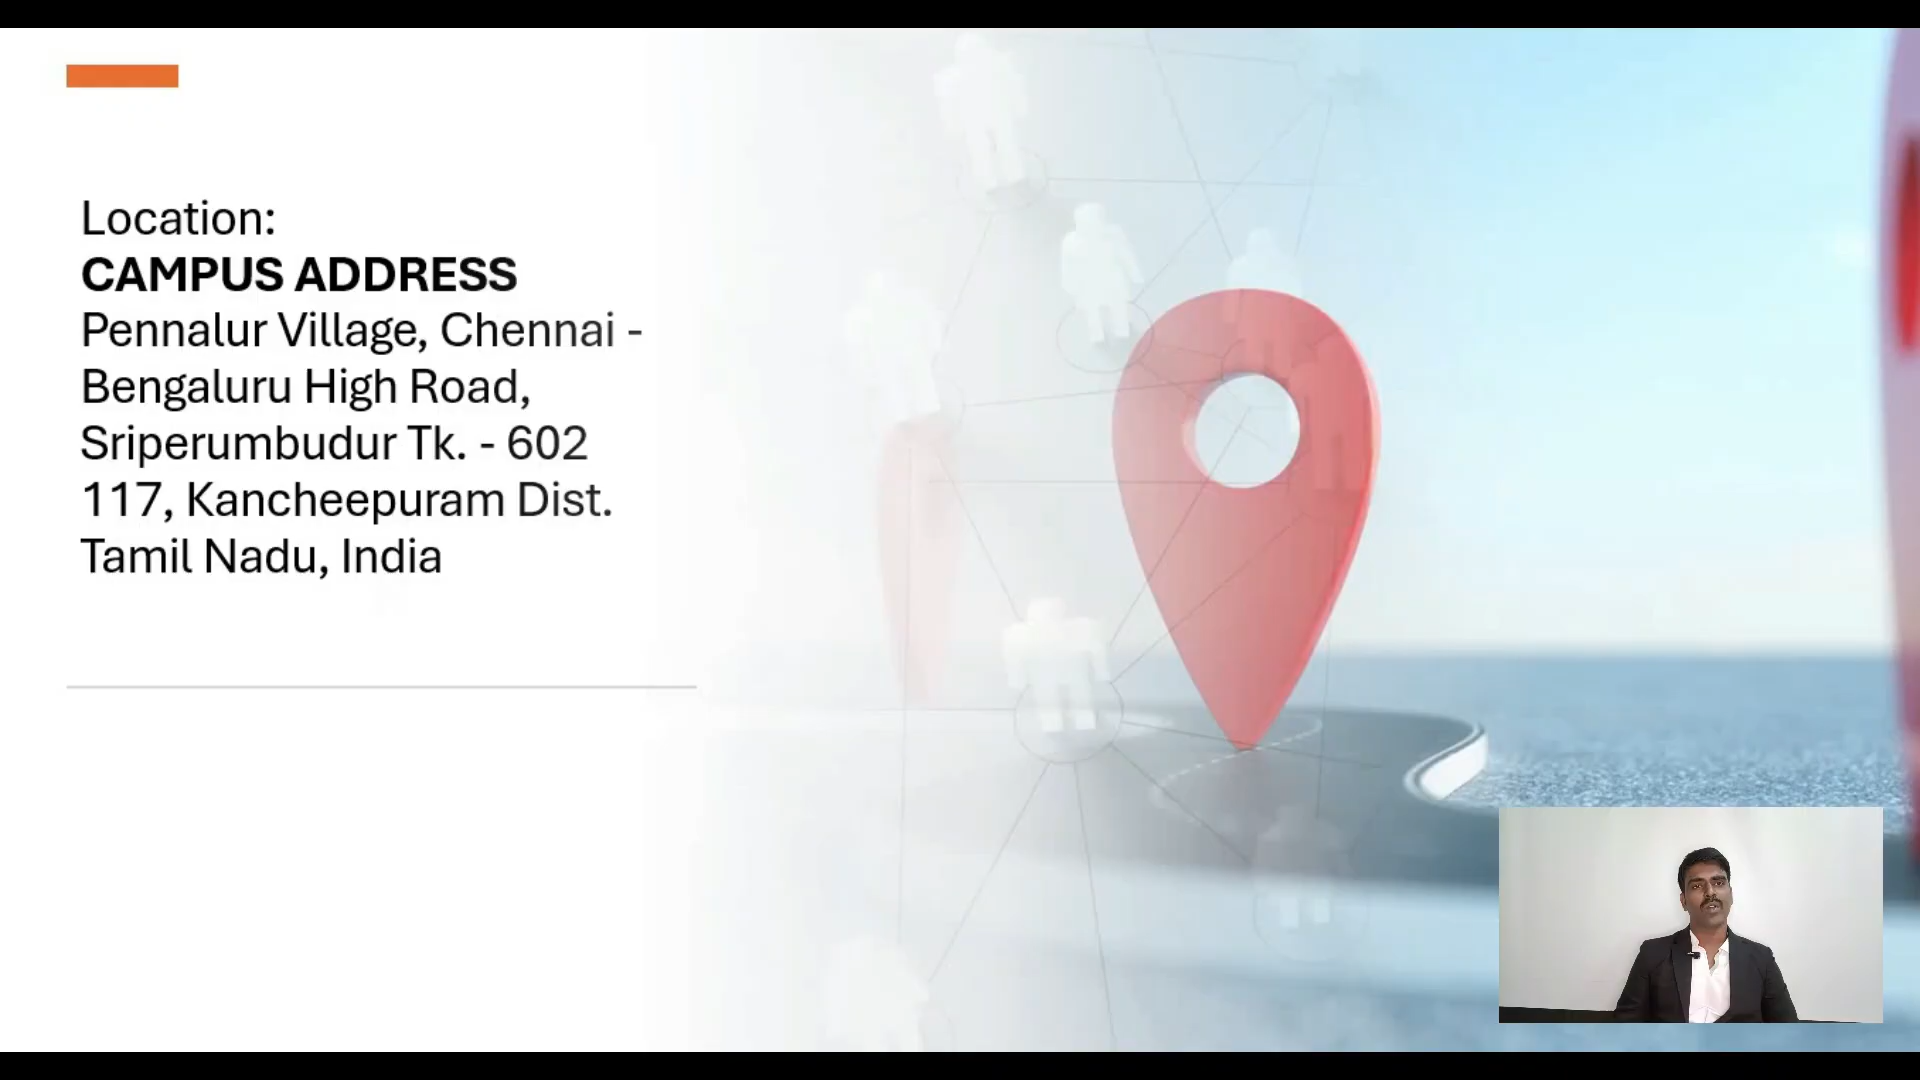 Location:
CAMPUS ADDRESS
Pennalur Village, Chennai -
Bengaluru High Road,
Sriperumbudur Tk. - 602
117, Kancheepuram Dist.
Tamil Nadu, India